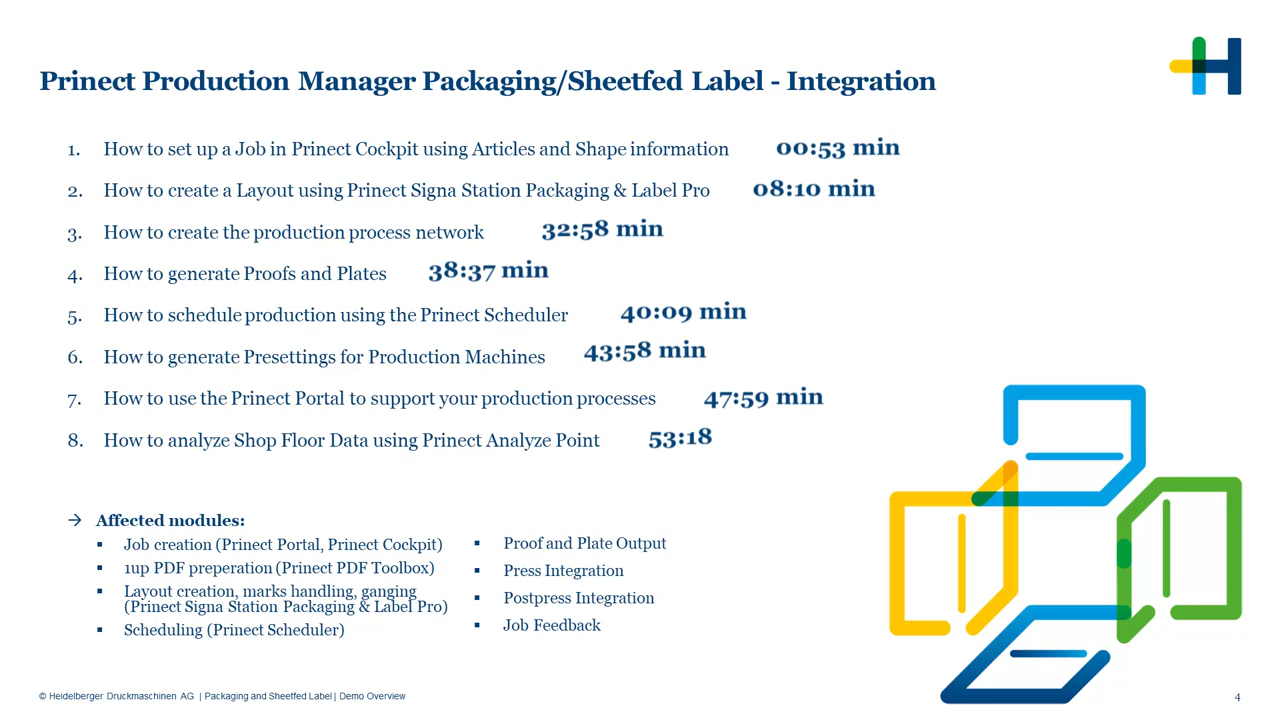 Prinect Production Manager Packaging/Sheetfed Label - Integration
1. How to set up a Job in Prinect Cockpit using Articles and Shape information 00:53 min
2. How to create a Layout using Prinect Signa Station Packaging & Label Pro 08:10 min
3. How to create the production process network 32:58 min
4. How to generate Proofs and Plates 38:37 min
5. How to schedule production using the Prinect Scheduler 40:09 min
6. How to generate Presettings for Production Machines 43:58 min
7. How to use the Prinect Portal to support your production processes 47:59 min
8. How to analyze Shop Floor Data using Prinect Analyze Point 53:18
→ Affected modules:
▪ Job creation (Prinect Portal, Prinect Cockpit)
▪ 1up PDF preperation (Prinect PDF Toolbox)
▪ Layout creation, marks handling, ganging
(Prinect Signa Station Packaging & Label Pro)
▪ Scheduling (Prinect Scheduler)
▪ Proof and Plate Output
▪ Press Integration
▪ Postpress Integration
▪ Job Feedback
© Heidelberger Druckmaschinen AG | Packaging and Sheetfed Label | Demo Overview
4